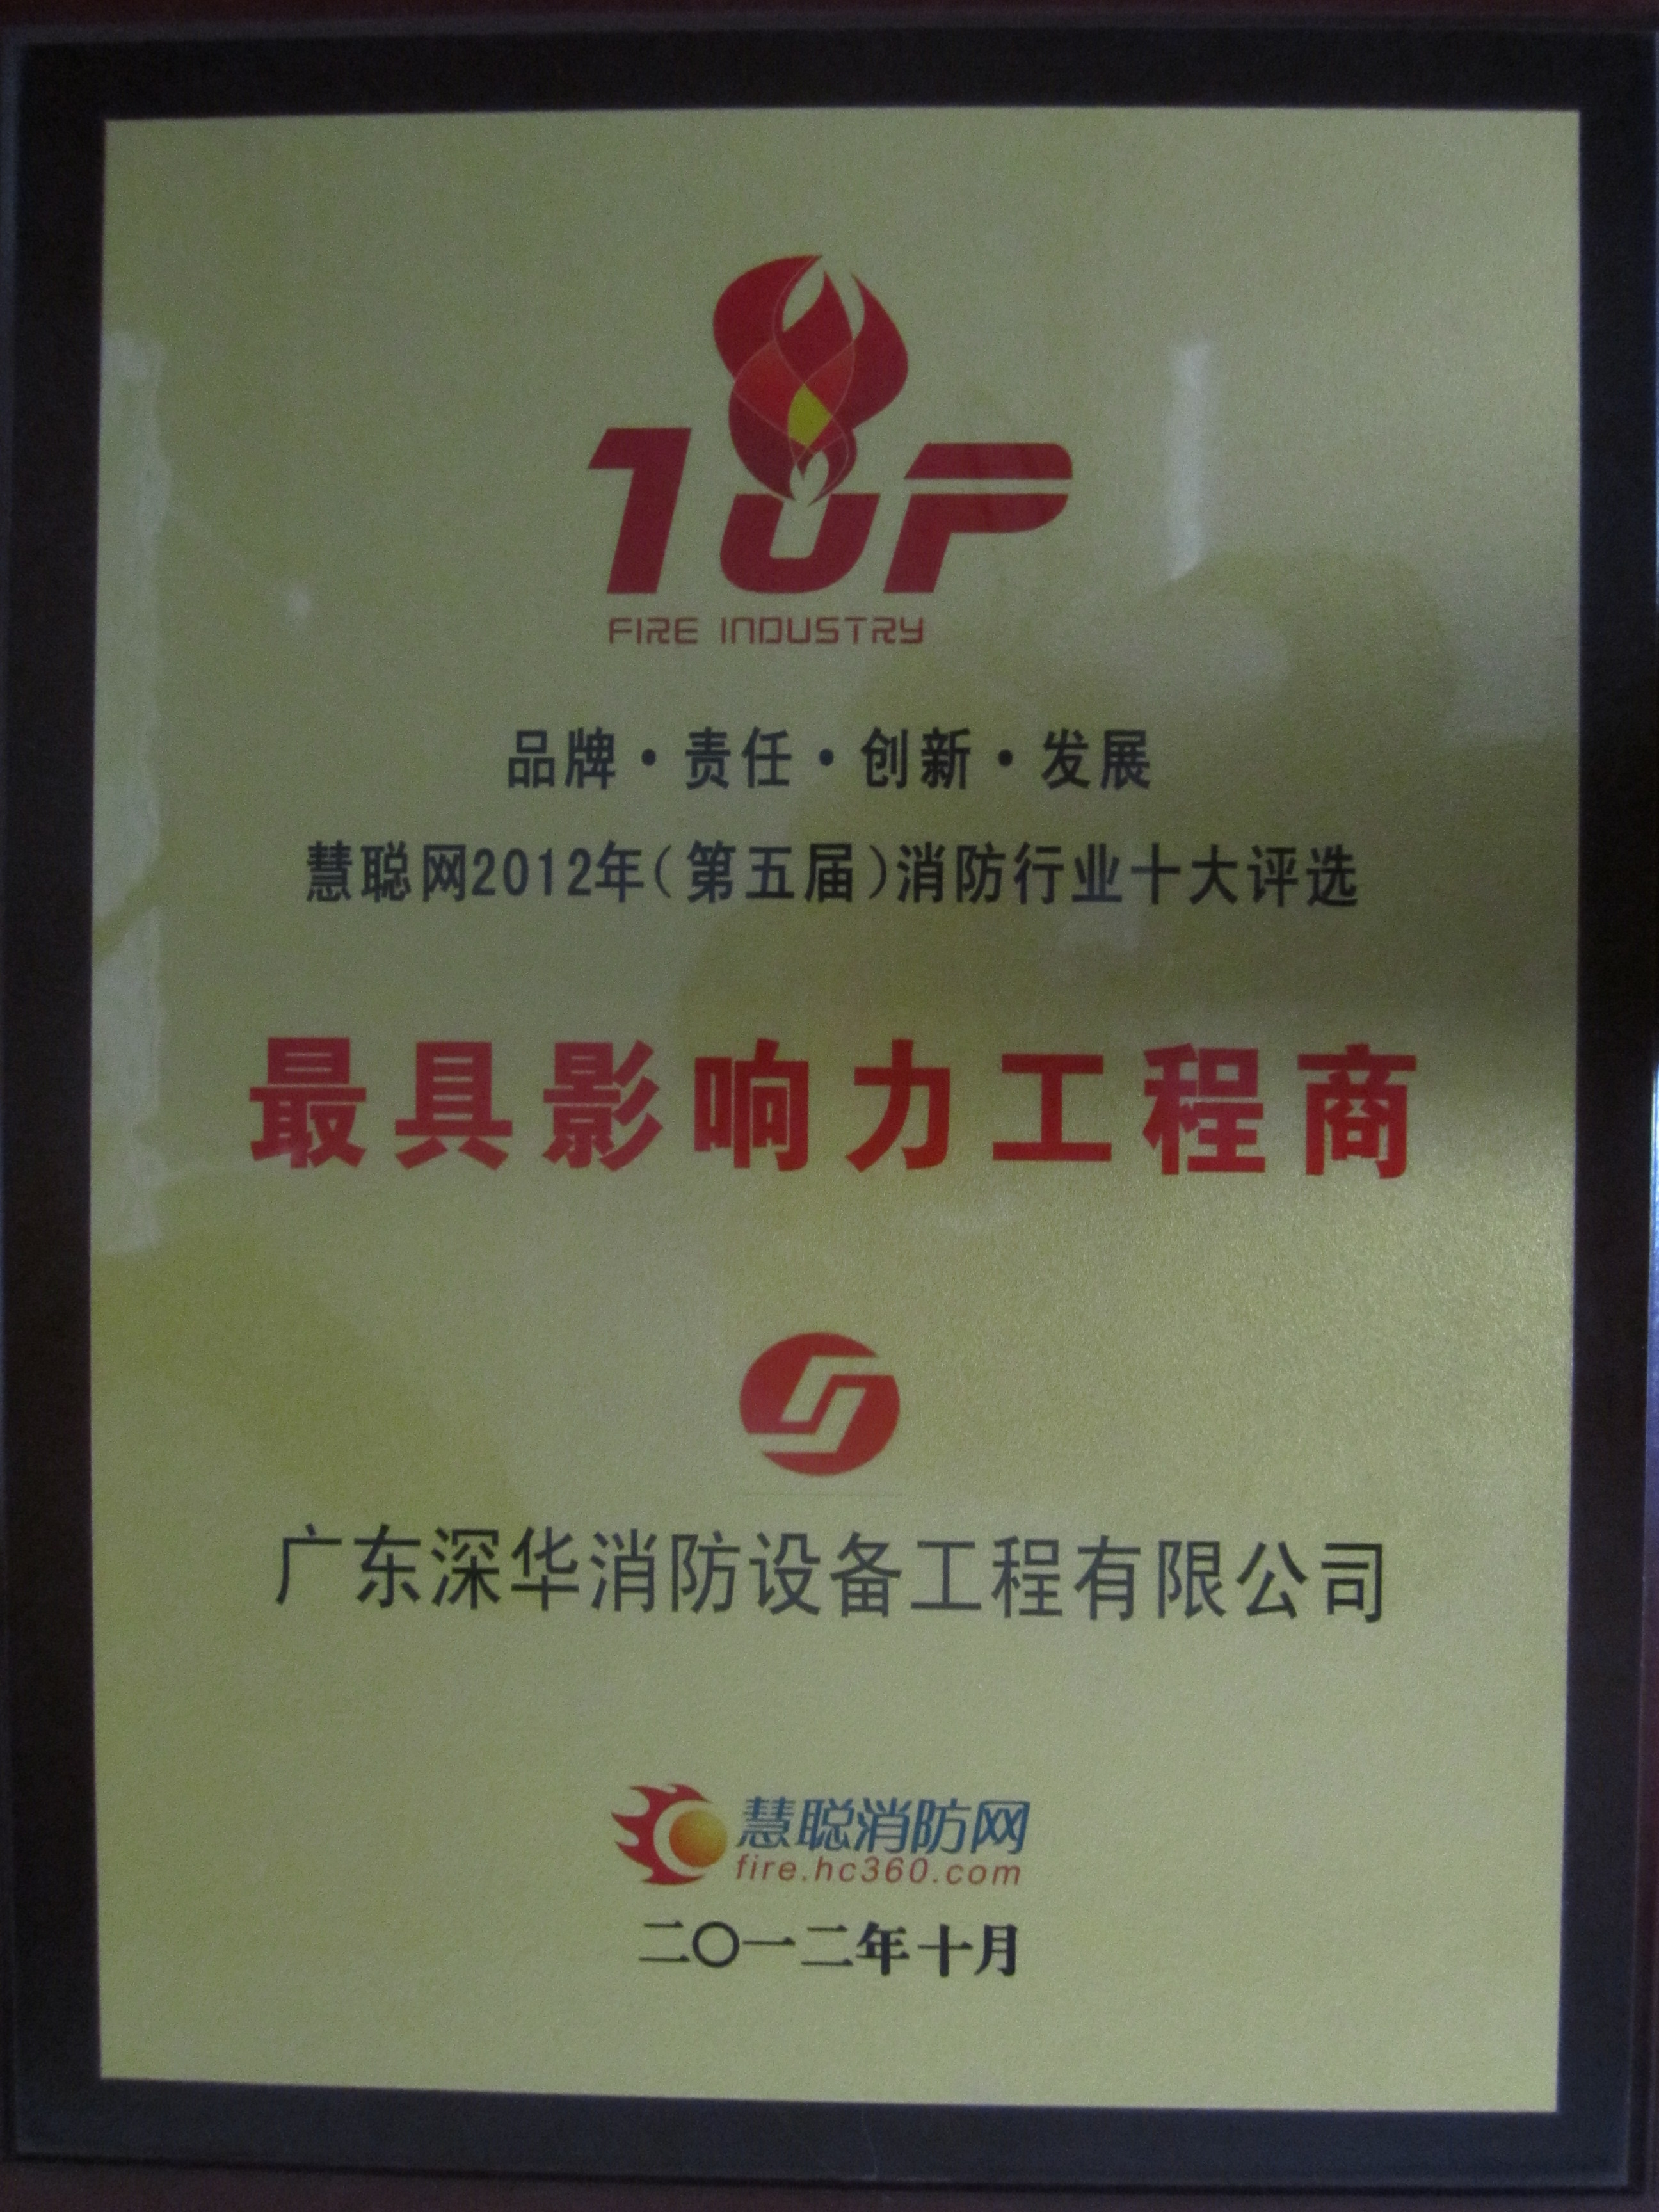 1UP
FIRE INDUSTRY
品牌·责任·创新·发展
慧聪网2012年(第五届)消防行业十大评选
最具影响力工程商
广东深华消防设备工程有限公司
慧聪消防网
fire.hc360.com
二〇一二年十月